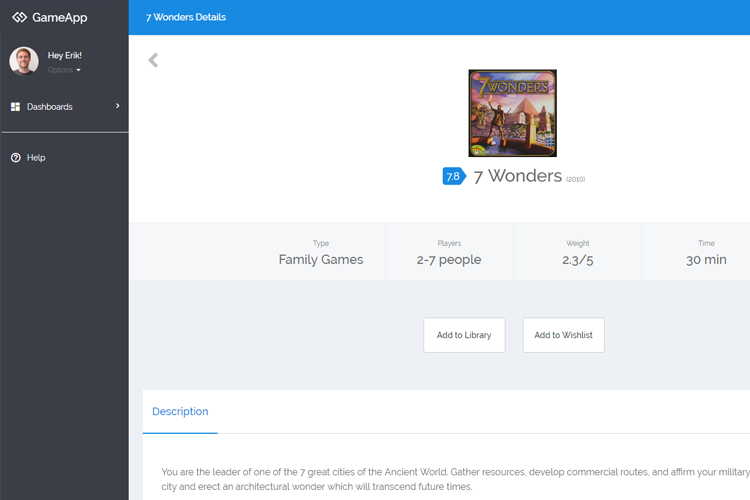 GameApp
7 Wonders Details
Hey Erik!
Options
Dashboards
Help
7 WONDERS
7.8 7 Wonders (2010)
Type Players Weight Time
Family Games 2-7 people 2.3/5 30 min
Add to Library Add to Wishlist
Description
You are the leader of one of the 7 great cities of the Ancient World. Gather resources, develop commercial routes, and affirm your military
city and erect an architectural wonder which will transcend future times.